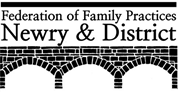 Federation of Family Practices
Newry & District